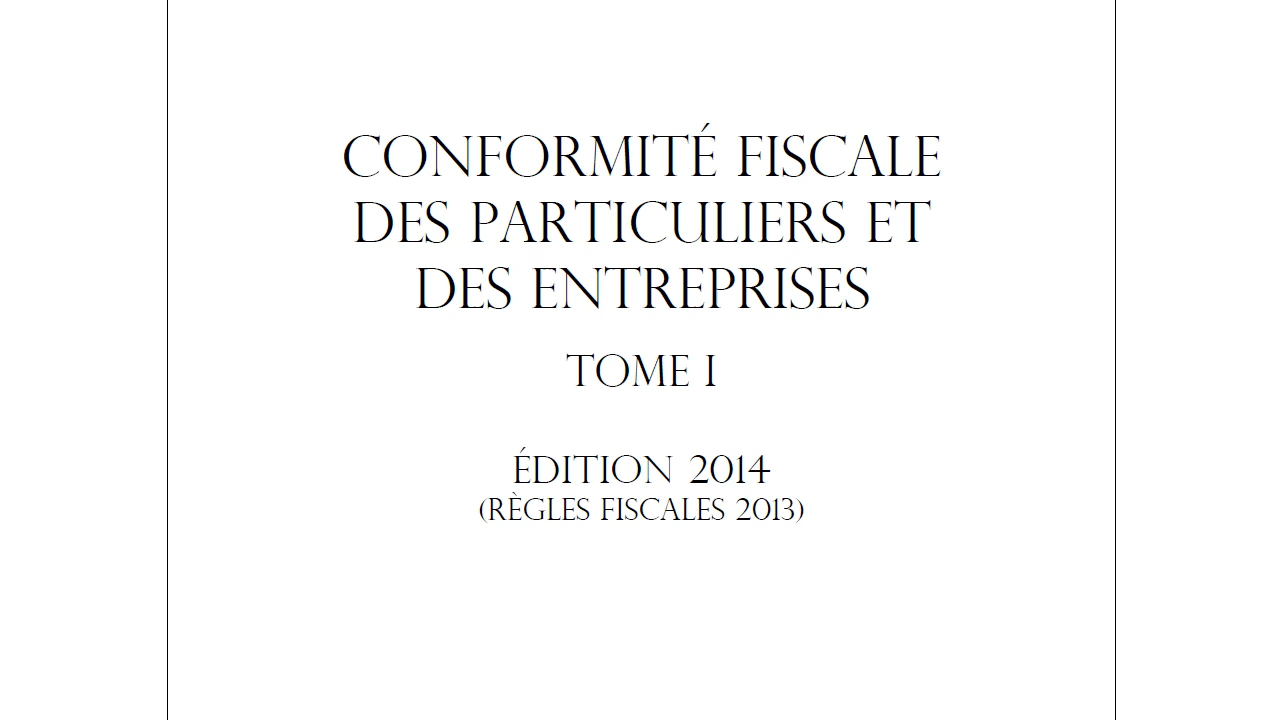 CONFORMITÉ FISCALE
DES PARTICULIERS ET
DES ENTREPRISES
TOME I
ÉDITION 2014
(RÈGLES FISCALES 2013)